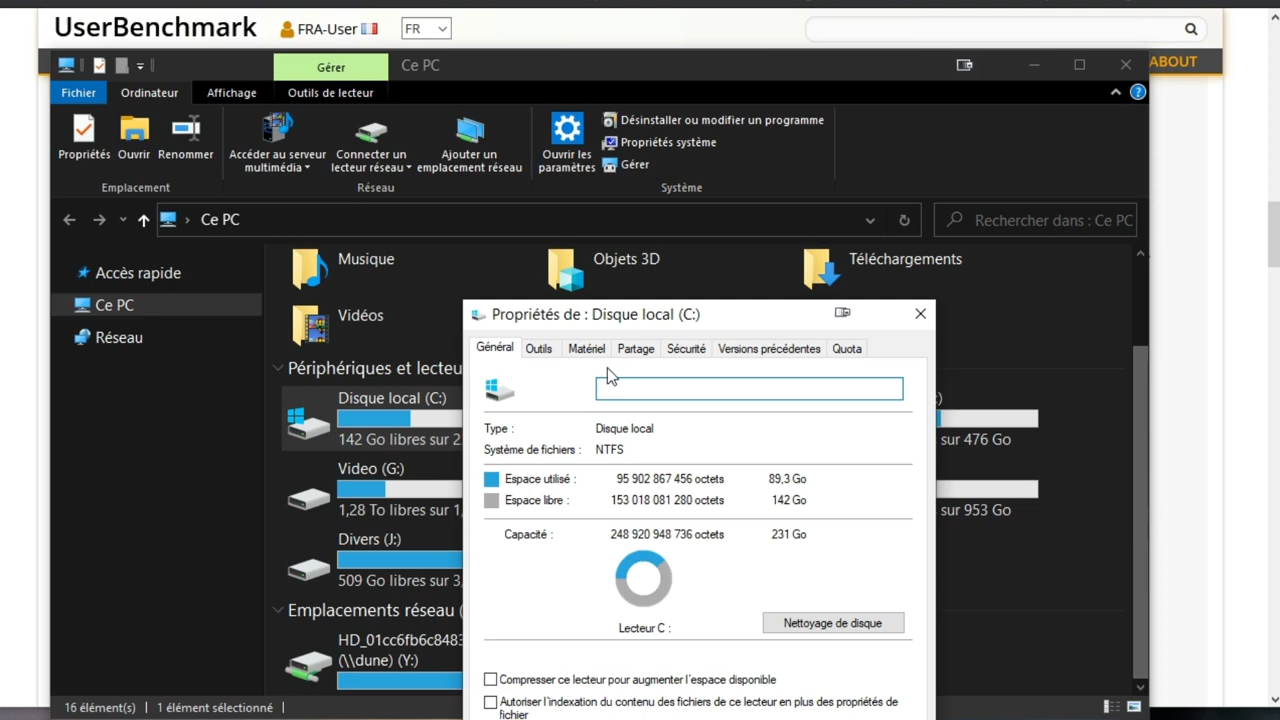 UserBenchmark FRA-User FR
ABOUT
Gérer Ce PC
Fichier Ordinateur Affichage Outils de lecteur
Propriétés Ouvrir Renommer
Accéder au serveur
multimédia
Connecter un
lecteur réseau
Ajouter un
emplacement réseau
Ouvrir les
paramètres
Désinstaller ou modifier un programme
Propriétés système
Gérer
Emplacement Réseau Système
Ce PC
Rechercher dans : Ce PC
Accès rapide
Ce PC
Réseau
Musique Objets 3D Téléchargements
Vidéos
Périphériques et lecteu
Disque local (C:)
142 Go libres sur 2
Video (G:)
1,28 To libres sur 1,
Divers (J:)
509 Go libres sur 3,
:)
sur 476 Go
sur 953 Go
Emplacements réseau (
HD_01cc6fb6c8483
(\\dune) (Y:)
Propriétés de : Disque local (C:)
Général Outils Matériel Partage Sécurité Versions précédentes Quota
Type : Disque local
Système de fichiers : NTFS
Espace utilisé : 95 902 867 456 octets 89,3 Go
Espace libre : 153 018 081 280 octets 142 Go
Capacité : 248 920 948 736 octets 231 Go
Lecteur C :
Nettoyage de disque
Compresser ce lecteur pour augmenter l'espace disponible
Autoriser l'indexation du contenu des fichiers de ce lecteur en plus des propriétés de
fichier
16 élément(s) 1 élément sélectionné